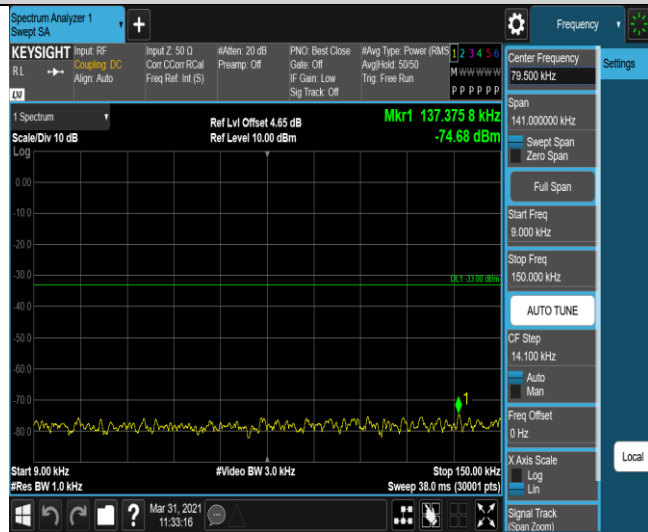 Spectrum Analyzer 1
Swept SA
+
Frequency
KEYSIGHT
RL
LXI
Input: RF
Coupling: DC
Align: Auto
Input Z: 50 Ω
Corr CCorr RCal
Freq Ref: Int (S)
#Atten: 20 dB
Preamp: Off
PNO: Best Close
Gate: Off
IF Gain: Low
Sig Track: Off
#Avg Type: Power (RMS
Avg|Hold: 50/50
Trig: Free Run
1 2 3 4 5 6
M W W W W W
P P P P P P
1 Spectrum
Scale/Div 10 dB
Log
Ref Lvl Offset 4.65 dB
Ref Level 10.00 dBm
Mkr1 137.375 8 kHz
-74.68 dBm
0.00
-10.0
-20.0
-30.0
DL1 -33.00 dBm
-40.0
-50.0
-60.0
-70.0
-80.0
1
Start 9.00 kHz
#Res BW 1.0 kHz
#Video BW 3.0 kHz
Stop 150.00 kHz
Sweep 38.0 ms (30001 pts)
Mar 31, 2021
11:33:16
?
Center Frequency
79.500 kHz
Span
141.000000 kHz
Swept Span
Zero Span
Full Span
Start Freq
9.000 kHz
Stop Freq
150.000 kHz
AUTO TUNE
CF Step
14.100 kHz
Auto
Man
Freq Offset
0 Hz
X Axis Scale
Log
Lin
Signal Track
(Span Zoom)
Settings
Local